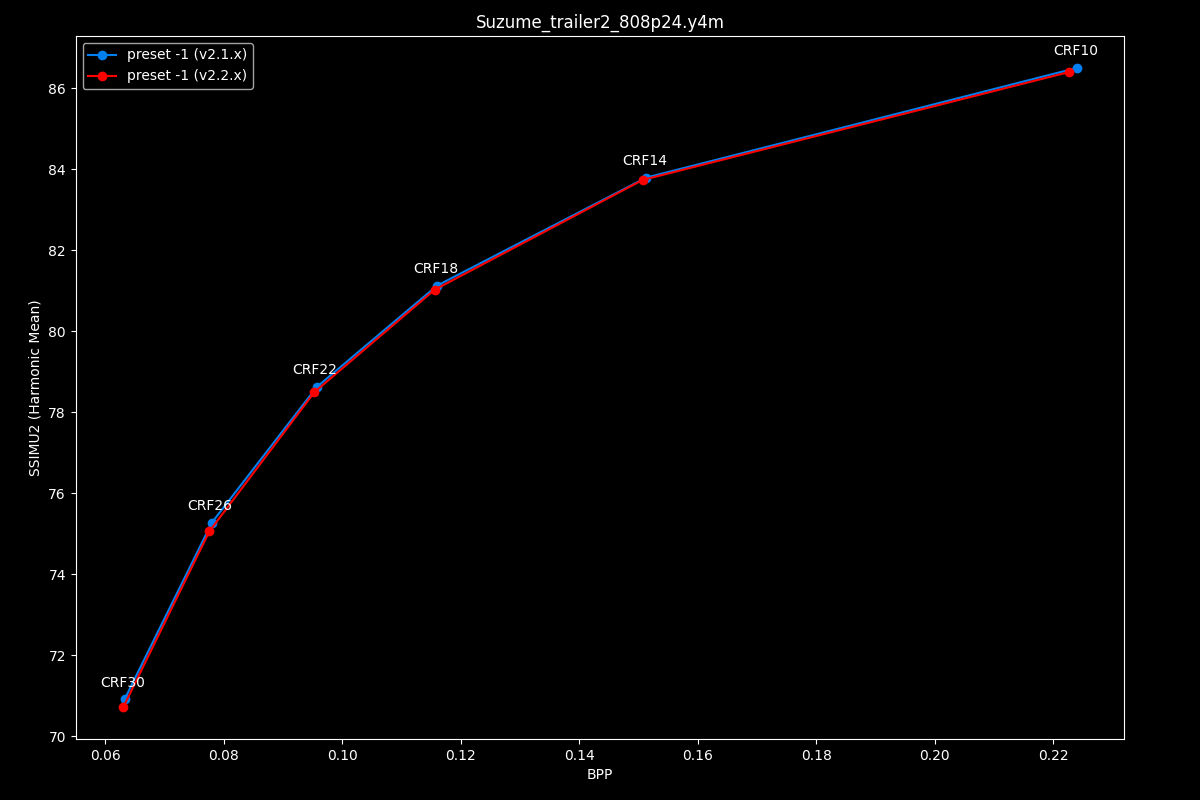 Suzume_trailer2_808p24.y4m
preset -1 (v2.1.x)
preset -1 (v2.2.x)
CRF10
CRF14
CRF18
CRF22
CRF26
CRF30
86
84
82
80
78
76
74
72
70
SSIMU2 (Harmonic Mean)
0.06 0.08 0.10 0.12 0.14 0.16 0.18 0.20 0.22
BPP